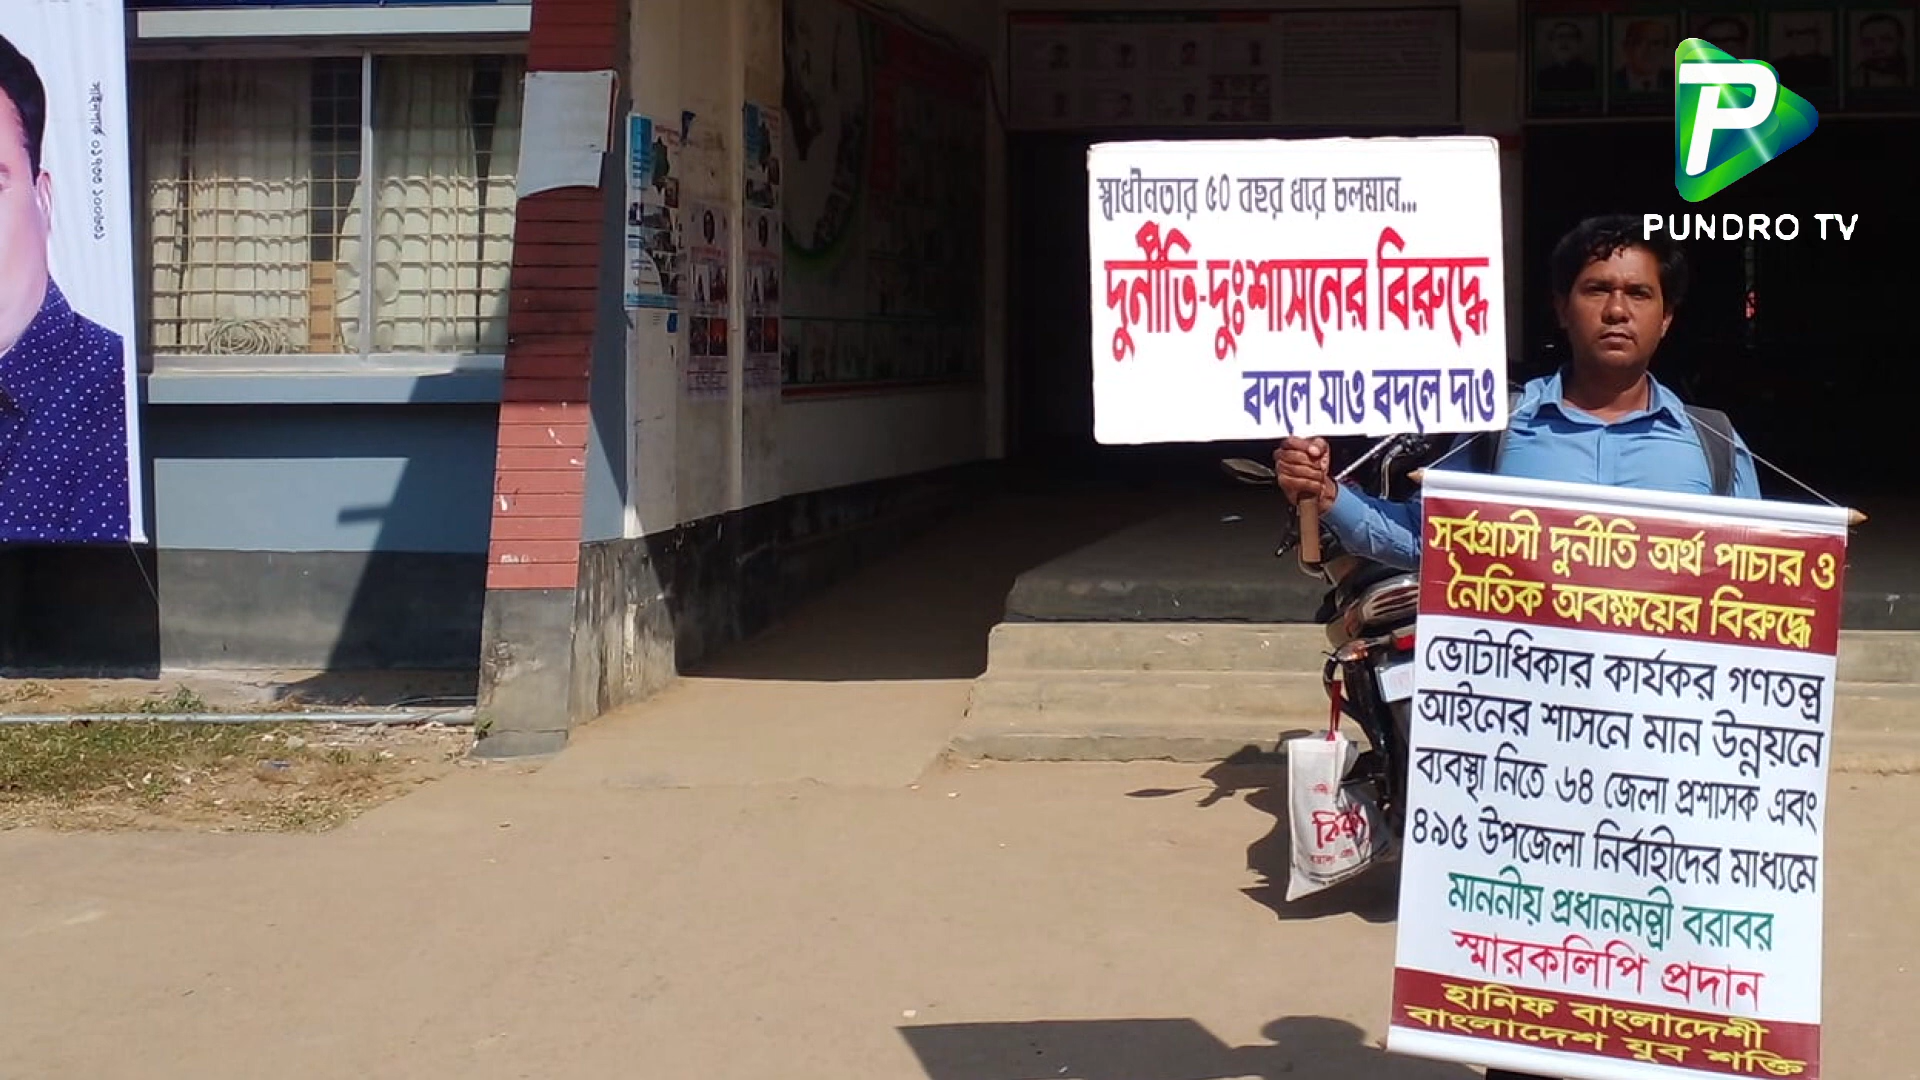 PUNDRO TV
স্বাধীনতার ৫০ বছর ধরে চলমান...
দুর্নীতি-দুঃশাসনের বিরুদ্ধে
বদলে যাও বদলে দাও
সর্বগ্রাসী দুর্নীতি অর্থ পাচার ও
নৈতিক অবক্ষয়ের বিরুদ্ধে
ভোটাধিকার কার্যকর গণতন্ত্র
আইনের শাসনে মান উন্নয়নে
ব্যবস্থা নিতে ৬৪ জেলা প্রশাসক এবং
৪৯৫ উপজেলা নির্বাহীদের মাধ্যমে
মাননীয় প্রধানমন্ত্রী বরাবর
স্মারকলিপি প্রদান
হানিফ বাংলাদেশী
বাংলাদেশ যুব শক্তি